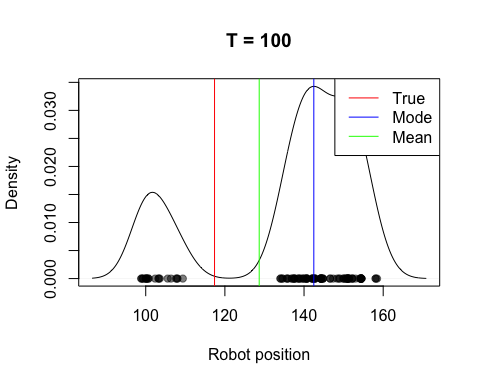 T = 100
True
Mode
Mean
Density
0.000 0.010 0.020 0.030
100 120 140 160
Robot position